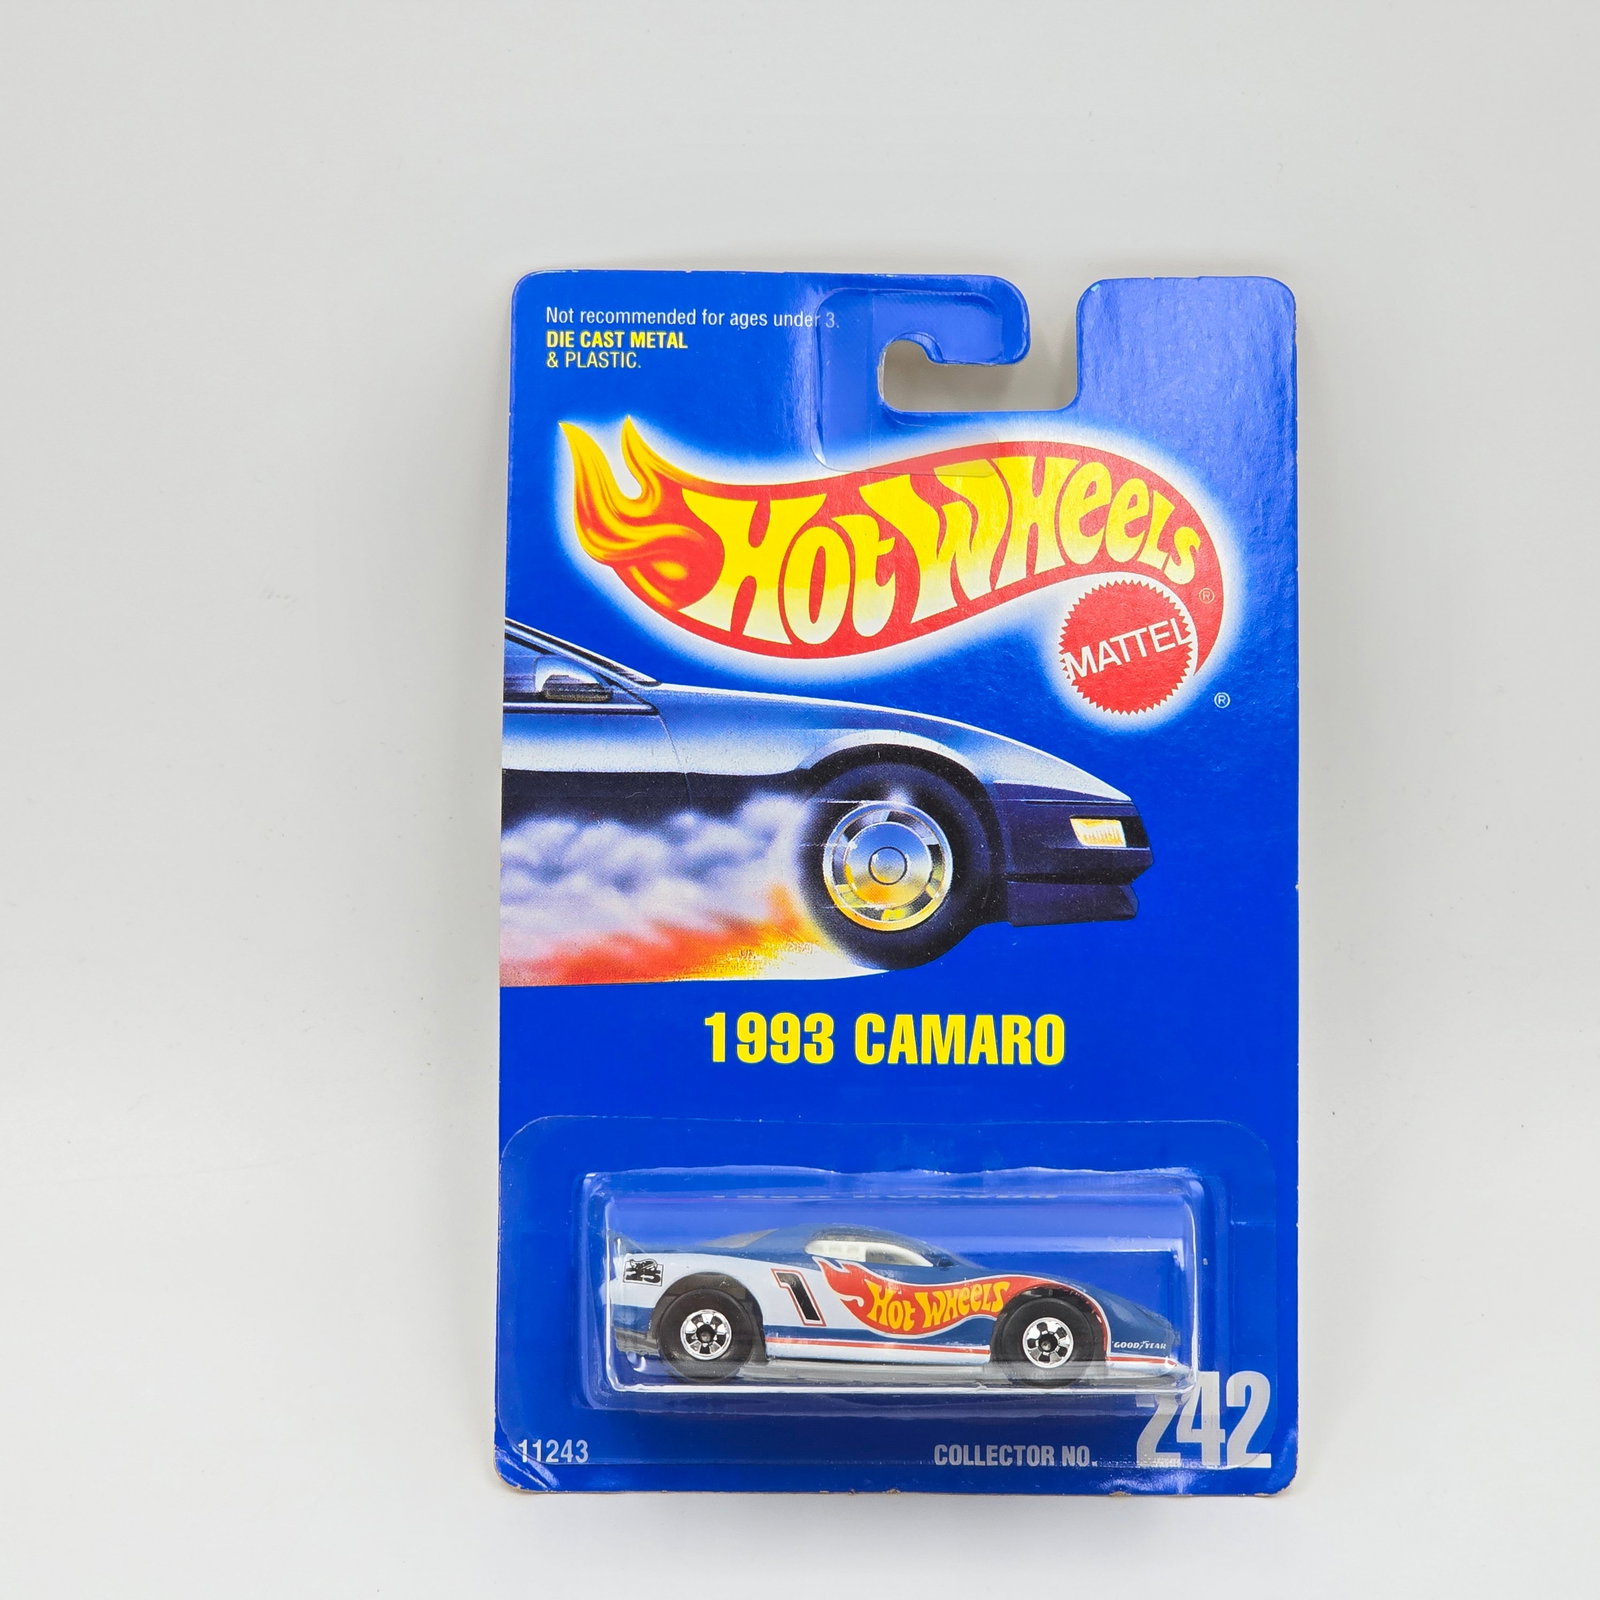 Not recommended for ages under 3.
DIE CAST METAL
& PLASTIC.
HOT WHEELS
®
MATTEL
®
1993 CAMARO
25
1
HOT WHEELS
GOODYEAR
11243
COLLECTOR NO. 242